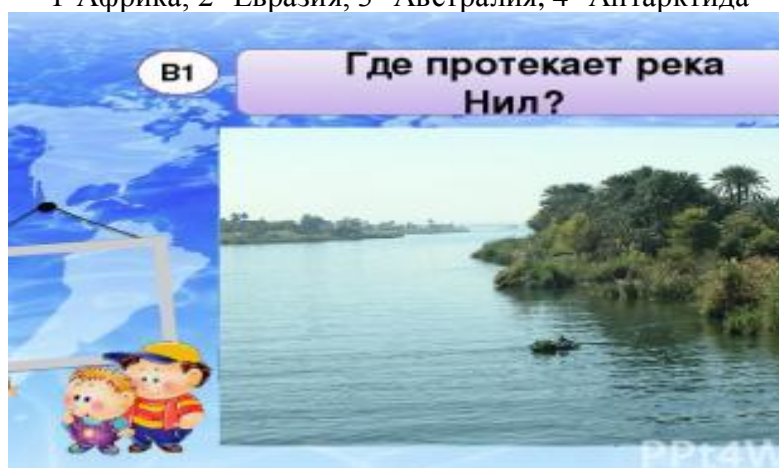 1 Африка, 2 Евразия, 3 Австралия, 4 Антарктида
В1
Где протекает река
Нил?
PPt4W